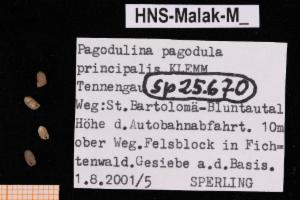 HNS-Malak-M_
Pagodulina pagodula
principalis KLEMM
Tennengau sp 25.670
Weg:St.Bartolomä-Bluntautal
Höhe d.Autobahnabfahrt. 10m
ober Weg.Felsblock in Fich-
tenwald.Gesiebe a.d.Basis.
1.8.2001/5 SPERLING